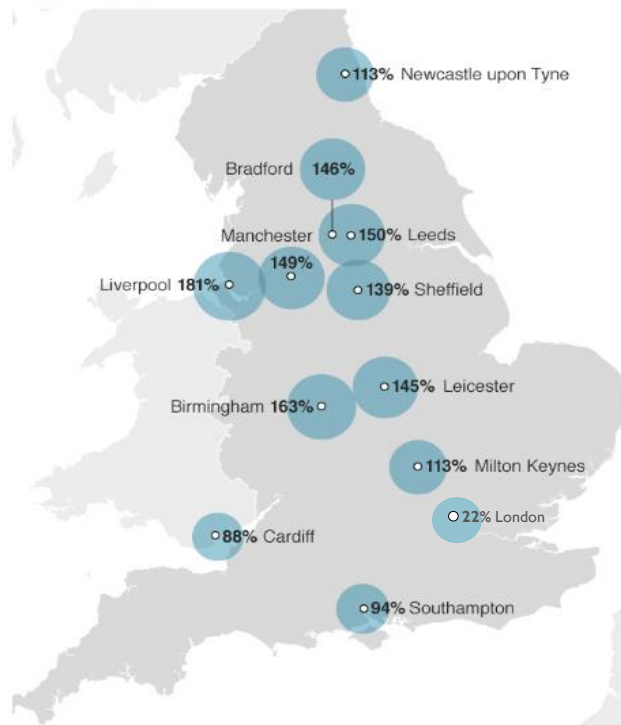 113% Newcastle upon Tyne
Bradford 146%
Manchester
150% Leeds
149%
Liverpool 181%
139% Sheffield
145% Leicester
Birmingham 163%
113% Milton Keynes
22% London
88% Cardiff
94% Southampton